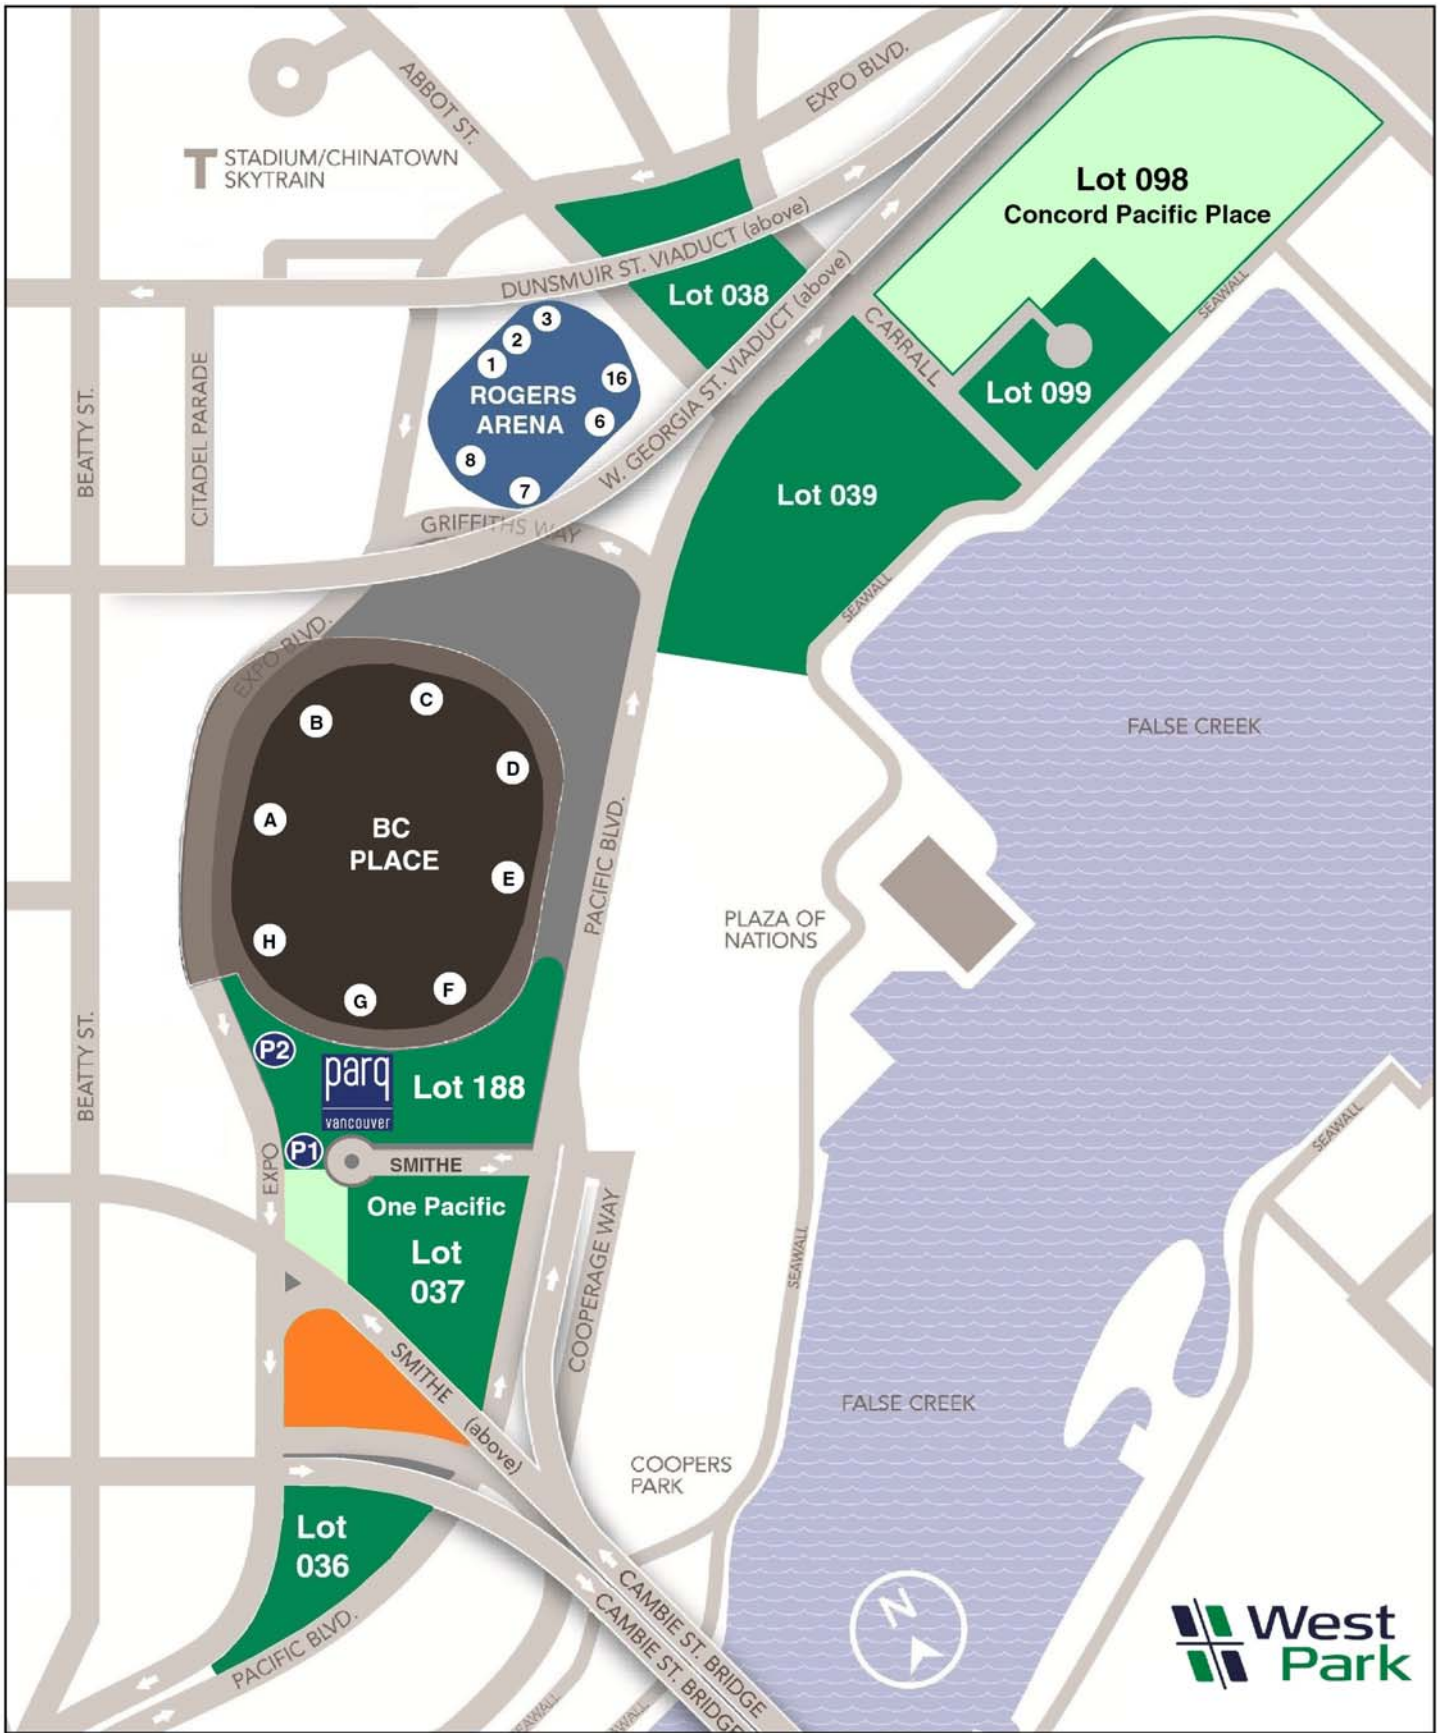 EXPO BLVD.
ABBOT ST.
T STADIUM/CHINATOWN
SKYTRAIN
Lot 098
Concord Pacific Place
DUNSMUIR ST. VIADUCT (above)
Lot 038
SEAWALL
CARRALL
3
2
1
16
ROGERS
ARENA
6
8
7
Lot 099
W. GEORGIA ST. VIADUCT (above)
BEATTY ST.
CITADEL PARADE
Lot 039
GRIFFITHS WAY
SEAWALL
EXPO BLVD.
C
B
D
A
BC
PLACE
E
H
F
G
FALSE CREEK
PACIFIC BLVD.
PLAZA OF
NATIONS
BEATTY ST.
P2
parq
vancouver
Lot 188
P1
SMITHE
EXPO
One Pacific
Lot
037
COOPERAGE WAY
SEAWALL
SEAWALL
SMITHE
(above)
FALSE CREEK
COOPERS
PARK
Lot
036
PACIFIC BLVD.
CAMBIE ST. BRIDGE
CAMBIE ST. BRIDGE
N
SEAWALL
West
Park